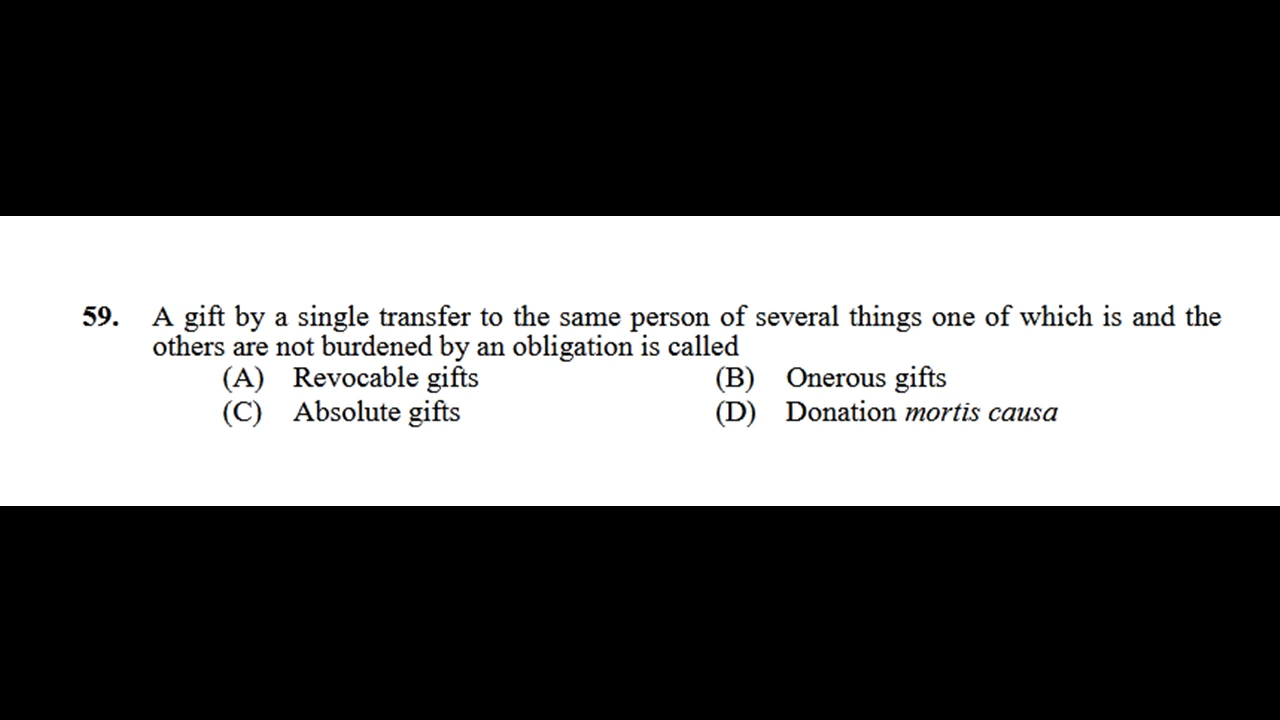 59. A gift by a single transfer to the same person of several things one of which is and the
others are not burdened by an obligation is called
(A) Revocable gifts (B) Onerous gifts
(C) Absolute gifts (D) Donation mortis causa